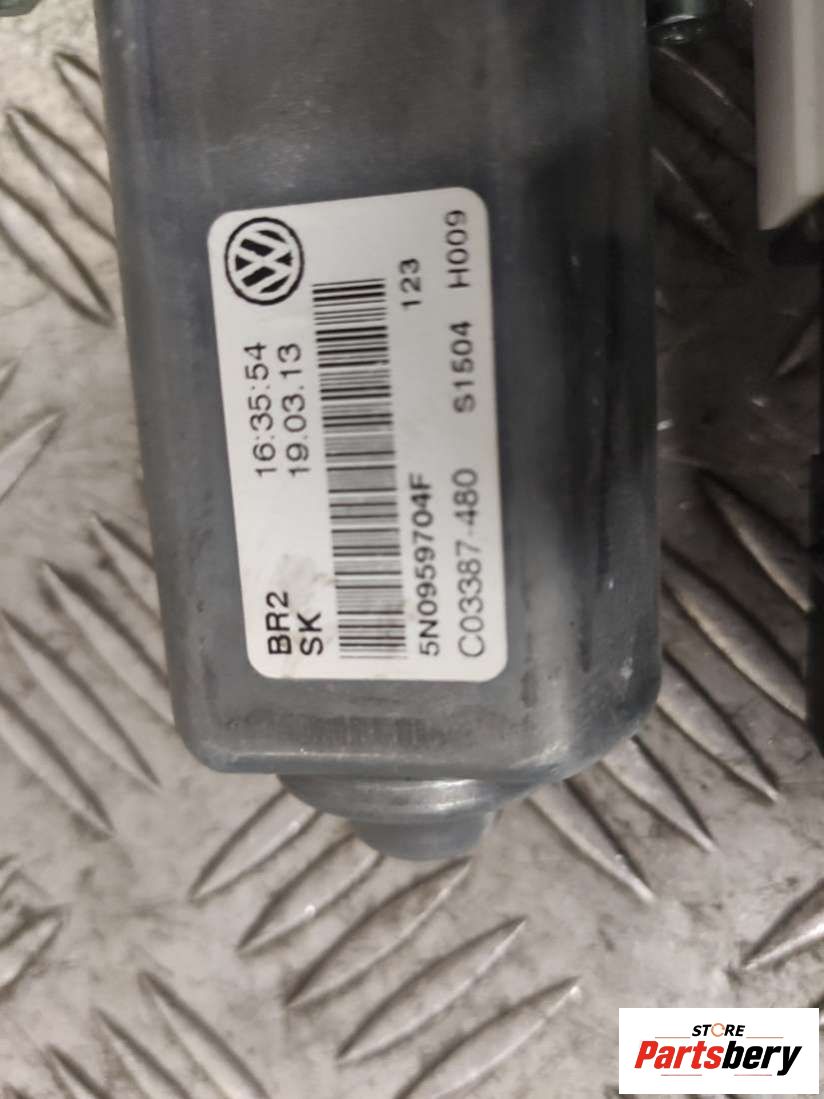 16:35:54
19.03.13
BR2
SK
123
5N0959704F
C03387-480 S1504 H009
STORE
Partsbery